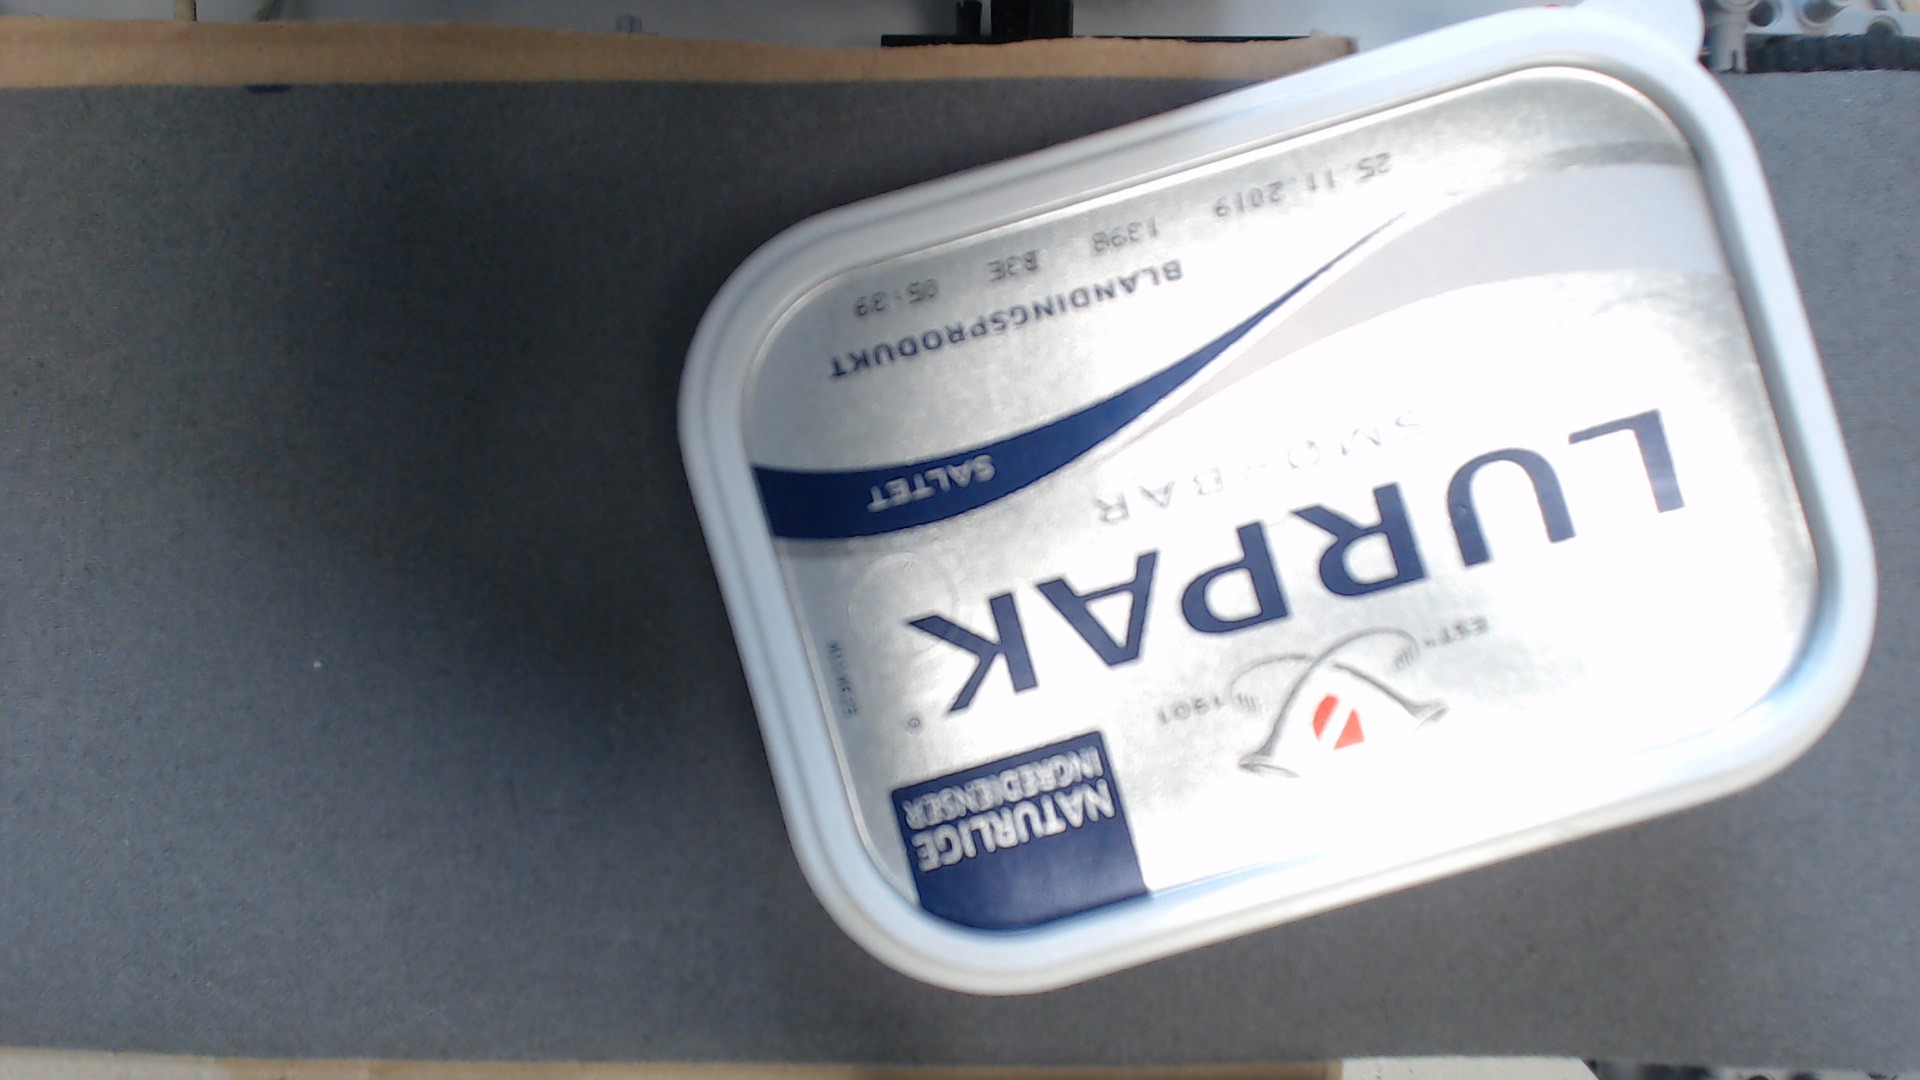 NATURLIGE
INGREDIENSER
EST. 1901
LURPAK
®
SMØRBAR
SALTET
BLANDINGSPRODUKT
25.11.2019 1398 B3E 05:39